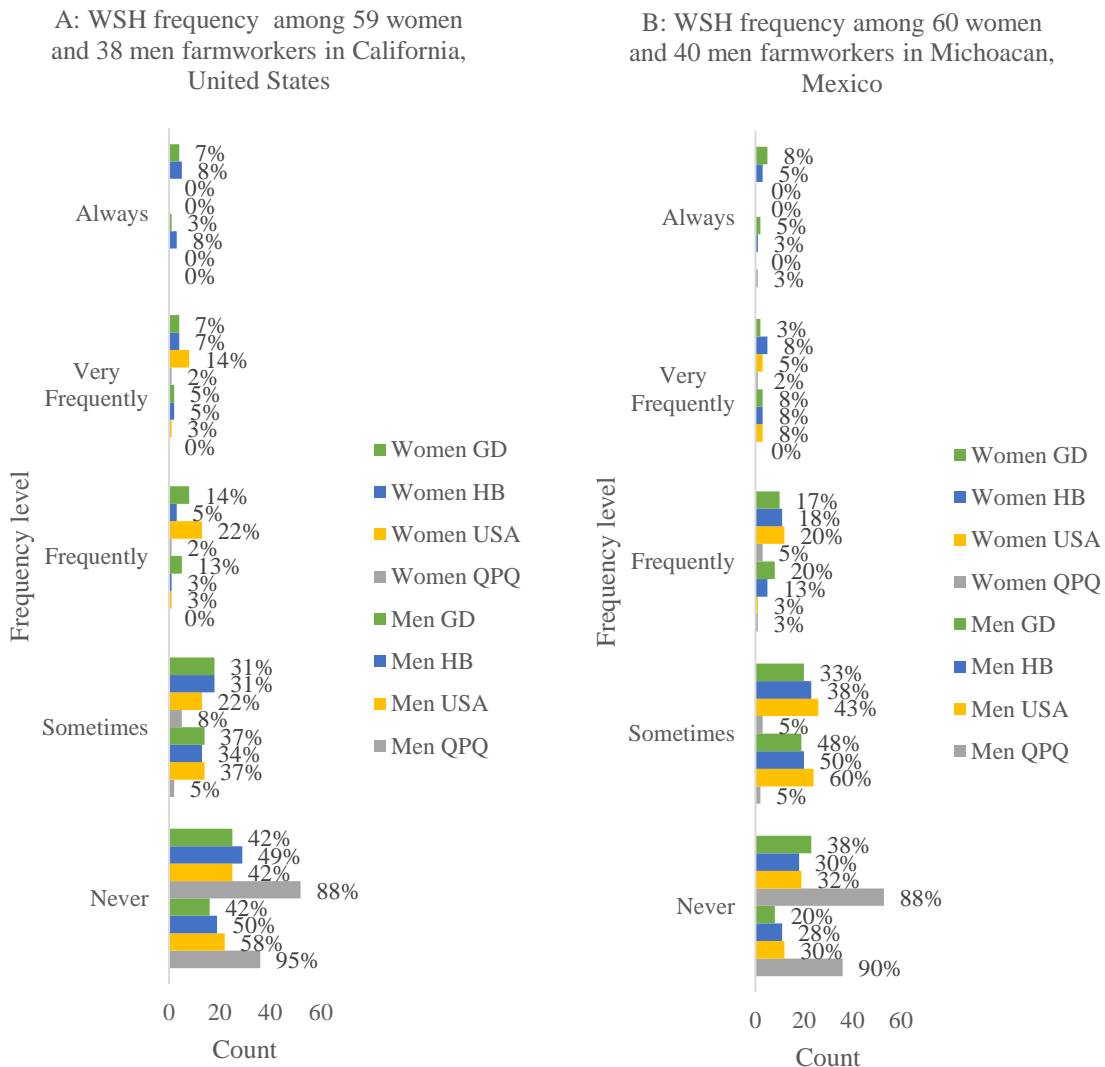 A: WSH frequency among 59 women
and 38 men farmworkers in California,
United States
Always
Very
Frequently
Frequently
Sometimes
Never
Frequency level
7%
8%
0%
0%
3%
8%
0%
0%
7%
7%
14%
2%
5%
5%
3%
0%
14%
5%
22%
2%
13%
3%
3%
0%
31%
31%
22%
8%
37%
34%
37%
5%
42%
49%
42%
88%
42%
50%
58%
95%
0 20 40 60
Count
Women GD
Women HB
Women USA
Women QPQ
Men GD
Men HB
Men USA
Men QPQ
B: WSH frequency among 60 women
and 40 men farmworkers in Michoacan,
Mexico
Always
Very
Frequently
Frequently
Sometimes
Never
Frequency level
8%
5%
0%
0%
5%
3%
0%
3%
3%
8%
5%
2%
8%
8%
8%
0%
17%
18%
20%
5%
20%
13%
3%
3%
33%
38%
43%
5%
48%
50%
60%
5%
38%
30%
32%
88%
20%
28%
30%
90%
0 20 40 60
Count
Women GD
Women HB
Women USA
Women QPQ
Men GD
Men HB
Men USA
Men QPQ